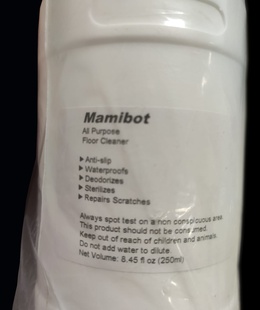 Mamibot
All Purpose
Floor Cleaner
▶Anti-slip
▶Waterproofs
▶Deodorizes
▶Sterilizes
▶Repairs Scratches
Always spot test on a non conspicuous area.
This product should not be consumed.
Keep out of reach of children and animals.
Do not add water to dilute
Net Volume: 8.45 fl oz (250ml)